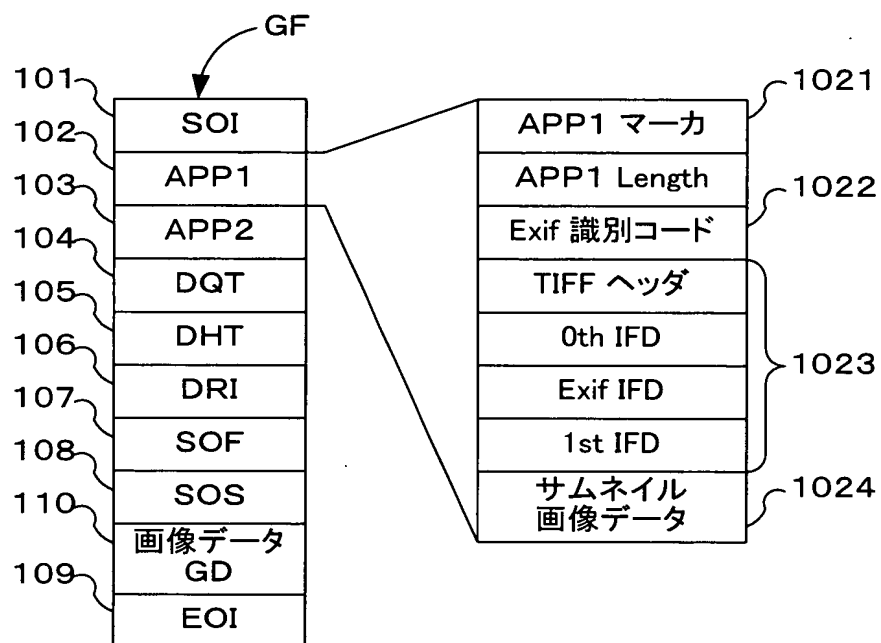 GF
101
SOI
102
APP1
103
APP2
104
DQT
105
DHT
106
DRI
107
SOF
108
SOS
110
画像データ
GD
109
EOI
APP1 マーカ
1021
APP1 Length
Exif 識別コード
1022
TIFF ヘッダ
0th IFD
Exif IFD
1st IFD
1023
サムネイル
画像データ
1024